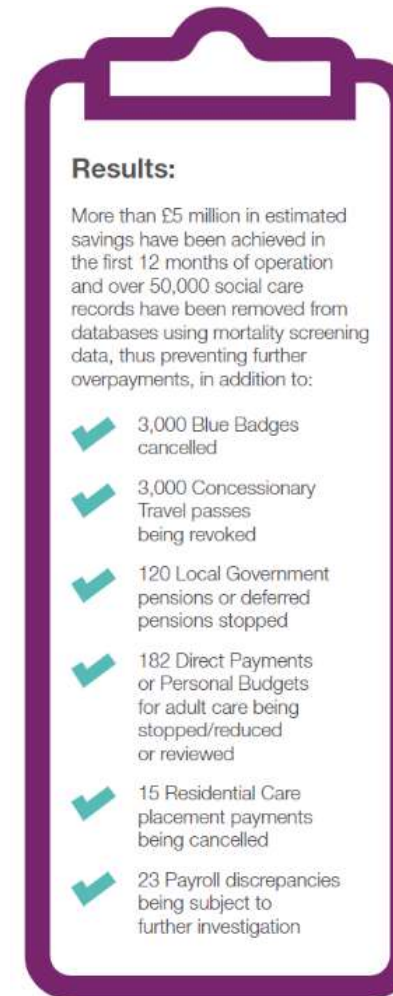 Results:
More than £5 million in estimated
savings have been achieved in
the first 12 months of operation
and over 50,000 social care
records have been removed from
databases using mortality screening
data, thus preventing further
overpayments, in addition to:
3,000 Blue Badges
cancelled
3,000 Concessionary
Travel passes
being revoked
120 Local Government
pensions or deferred
pensions stopped
182 Direct Payments
or Personal Budgets
for adult care being
stopped/reduced
or reviewed
15 Residential Care
placement payments
being cancelled
23 Payroll discrepancies
being subject to
further investigation